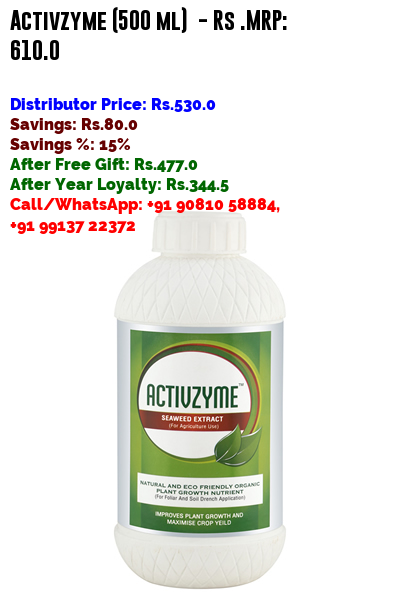 Activzyme (500 ml) - Rs .MRP:
610.0
Distributor Price: Rs.530.0
Savings: Rs.80.0
Savings %: 15%
After Free Gift: Rs.477.0
After Year Loyalty: Rs.344.5
Call/WhatsApp: +91 90810 58884,
+91 99137 22372
ACTIVZYME™
SEAWEED EXTRACT
(For Agriculture Use)
NATURAL AND ECO FRIENDLY ORGANIC
PLANT GROWTH NUTRIENT
(For Foliar And Soil Drench Application)
IMPROVES PLANT GROWTH AND
MAXIMISE CROP YEILD